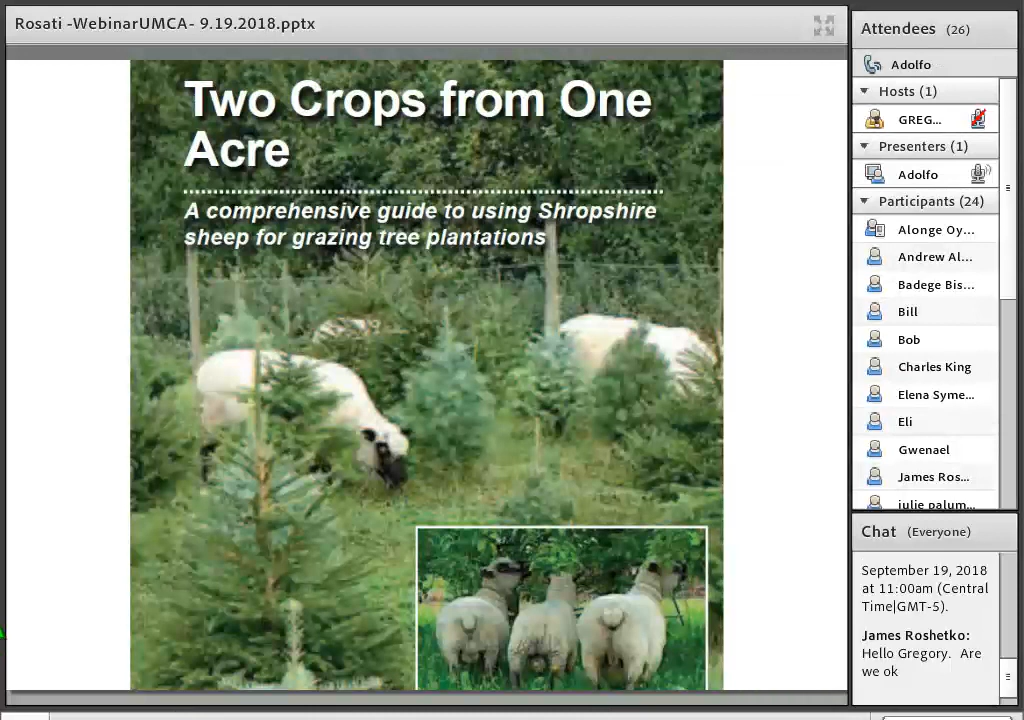 Rosati -WebinarUMCA- 9.19.2018.pptx
Two Crops from One
Acre
A comprehensive guide to using Shropshire
sheep for grazing tree plantations
Attendees (26)
Adolfo
Hosts (1)
GREG...
Presenters (1)
Adolfo
Participants (24)
Alonge Oy...
Andrew Al...
Badege Bis...
Bill
Bob
Charles King
Elena Syme...
Eli
Gwenael
James Ros...
julie palum...
Chat (Everyone)
September 19, 2018
at 11:00am (Central
Time|GMT-5).
James Roshetko:
Hello Gregory. Are
we ok